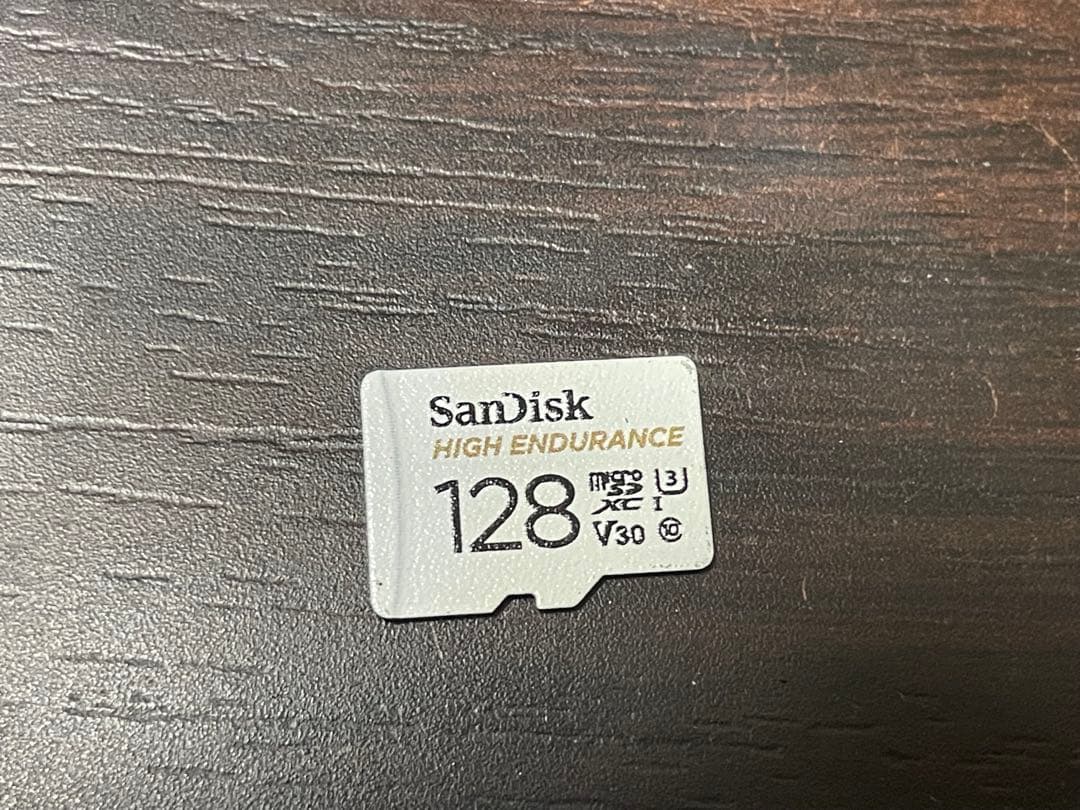 SanDisk
HIGH ENDURANCE
128
micro SD XC I U3
V30 10